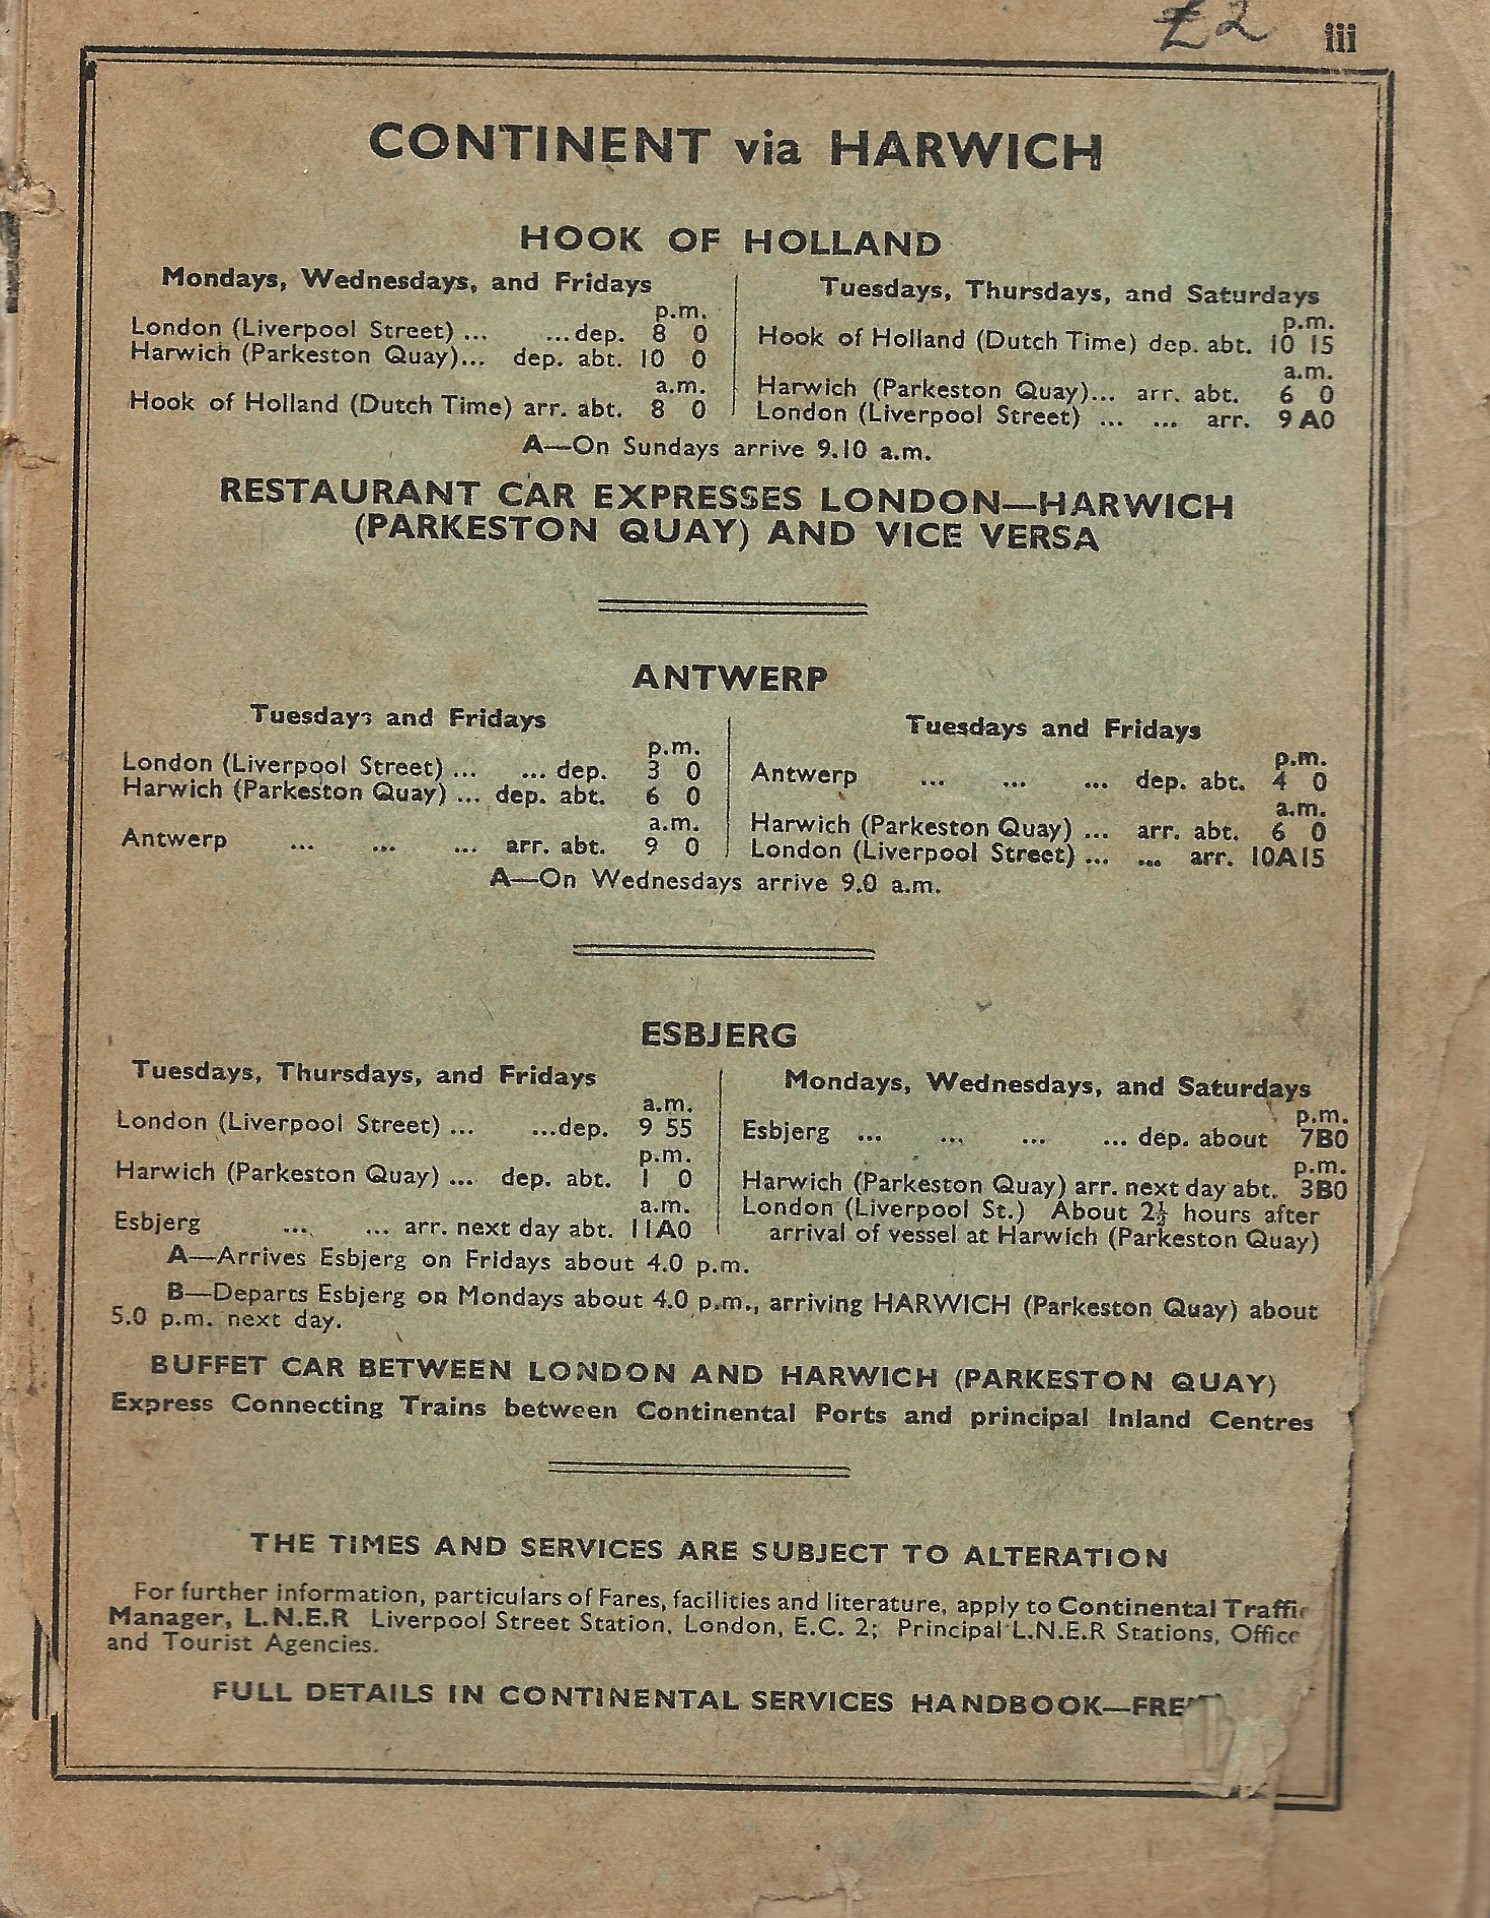 £2 iii
CONTINENT via HARWICH
HOOK OF HOLLAND
Mondays, Wednesdays, and Fridays
p.m.
London (Liverpool Street) ... ...dep. 8 0
Harwich (Parkeston Quay)... dep. abt. 10 0
a.m.
Hook of Holland (Dutch Time) arr. abt. 8 0
Tuesdays, Thursdays, and Saturdays
p.m.
Hook of Holland (Dutch Time) dep. abt. 10 15
a.m.
Harwich (Parkeston Quay)... arr. abt. 6 0
London (Liverpool Street) ... ... arr. 9A0
A—On Sundays arrive 9.10 a.m.
RESTAURANT CAR EXPRESSES LONDON—HARWICH
(PARKESTON QUAY) AND VICE VERSA
ANTWERP
Tuesdays and Fridays
p.m.
London (Liverpool Street) ... ... dep. 3 0
Harwich (Parkeston Quay) ... dep. abt. 6 0
a.m.
Antwerp ... ... ... arr. abt. 9 0
Tuesdays and Fridays
p.m.
Antwerp ... ... ... dep. abt. 4 0
a.m.
Harwich (Parkeston Quay) ... arr. abt. 6 0
London (Liverpool Street) ... ... arr. 10A15
A—On Wednesdays arrive 9.0 a.m.
ESBJERG
Tuesdays, Thursdays, and Fridays
a.m.
London (Liverpool Street) ... ...dep. 9 55
p.m.
Harwich (Parkeston Quay) ... dep. abt. 1 0
a.m.
Esbjerg ... ... arr. next day abt. 11A0
Mondays, Wednesdays, and Saturdays
p.m.
Esbjerg ... ... ... ... dep. about 7B0
p.m.
Harwich (Parkeston Quay) arr. next day abt. 3B0
London (Liverpool St.) About 2½ hours after
arrival of vessel at Harwich (Parkeston Quay)
A—Arrives Esbjerg on Fridays about 4.0 p.m.
B—Departs Esbjerg on Mondays about 4.0 p.m., arriving HARWICH (Parkeston Quay) about
5.0 p.m. next day.
BUFFET CAR BETWEEN LONDON AND HARWICH (PARKESTON QUAY)
Express Connecting Trains between Continental Ports and principal Inland Centres
THE TIMES AND SERVICES ARE SUBJECT TO ALTERATION
For further information, particulars of Fares, facilities and literature, apply to Continental Traffic
Manager, L.N.E.R Liverpool Street Station, London, E.C. 2; Principal L.N.E.R Stations, Office
and Tourist Agencies.
FULL DETAILS IN CONTINENTAL SERVICES HANDBOOK—FRE